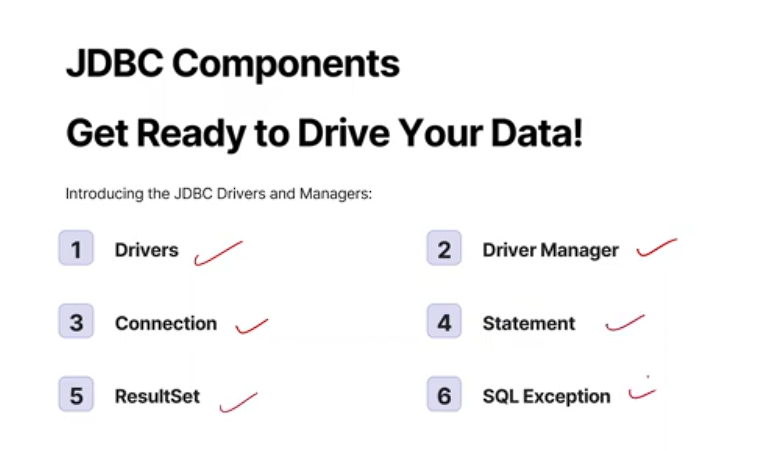 JDBC Components
Get Ready to Drive Your Data!
Introducing the JDBC Drivers and Managers:
1 Drivers
2 Driver Manager
3 Connection
4 Statement
5 ResultSet
6 SQL Exception